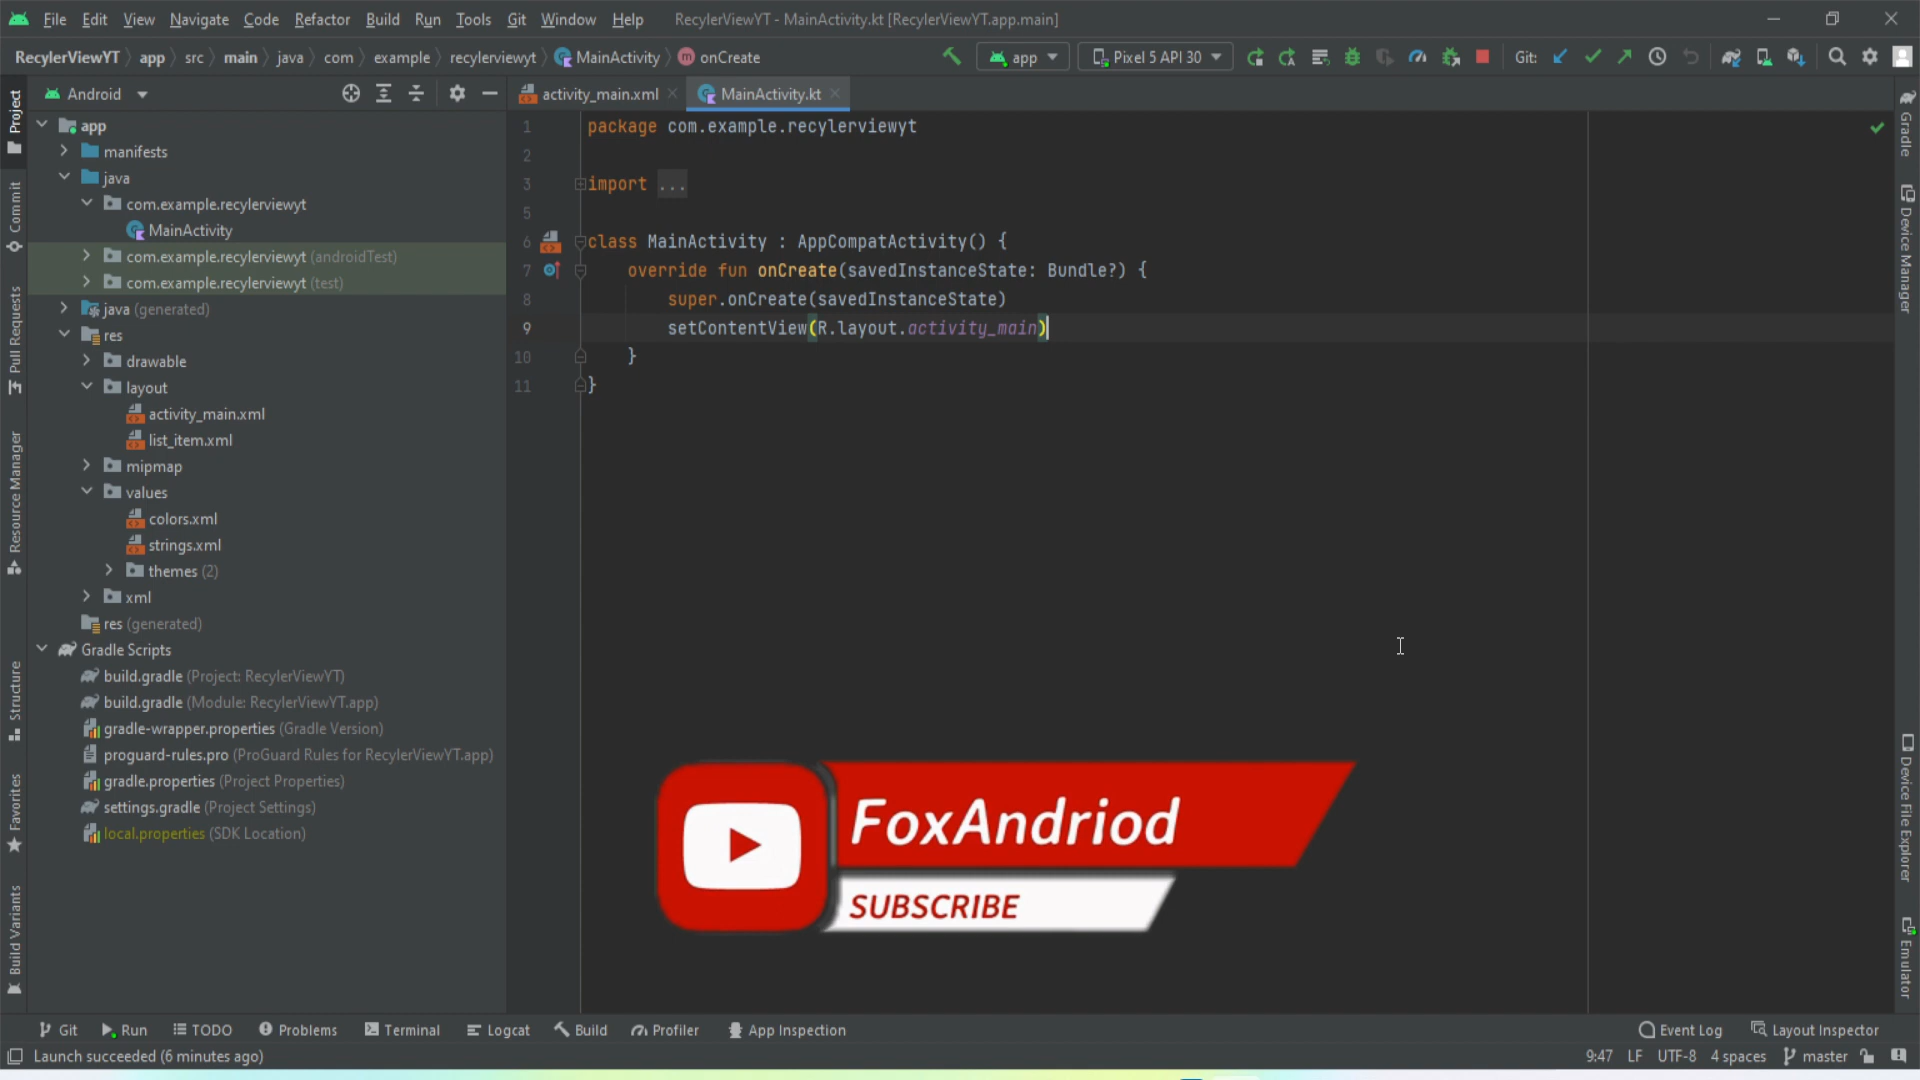 File Edit View Navigate Code Refactor Build Run Tools Git Window Help RecylerViewYT - MainActivity.kt [RecylerViewYT.app.main]
RecylerViewYT app src main java com example recylerviewyt MainActivity onCreate app Pixel 5 API 30 Git:
Android
activity_main.xml MainActivity.kt
Project
Commit
Pull Requests
Resource Manager
Structure
Favorites
Build Variants
app
manifests
java
com.example.recylerviewyt
MainActivity
com.example.recylerviewyt (androidTest)
com.example.recylerviewyt (test)
java (generated)
res
drawable
layout
activity_main.xml
list_item.xml
mipmap
values
colors.xml
strings.xml
themes (2)
xml
res (generated)
Gradle Scripts
build.gradle (Project: RecylerViewYT)
build.gradle (Module: RecylerViewYT.app)
gradle-wrapper.properties (Gradle Version)
proguard-rules.pro (ProGuard Rules for RecylerViewYT.app)
gradle.properties (Project Properties)
settings.gradle (Project Settings)
local.properties (SDK Location)
1 package com.example.recylerviewyt
2
3 import ...
5
6 class MainActivity : AppCompatActivity() {
7 override fun onCreate(savedInstanceState: Bundle?) {
8 super.onCreate(savedInstanceState)
9 setContentView(R.layout.activity_main)
10 }
11 }
FoxAndriod
SUBSCRIBE
Gradle
Device Manager
Device File Explorer
Emulator
Git Run TODO Problems Terminal Logcat Build Profiler App Inspection Event Log Layout Inspector
Launch succeeded (6 minutes ago) 9:47 LF UTF-8 4 spaces master